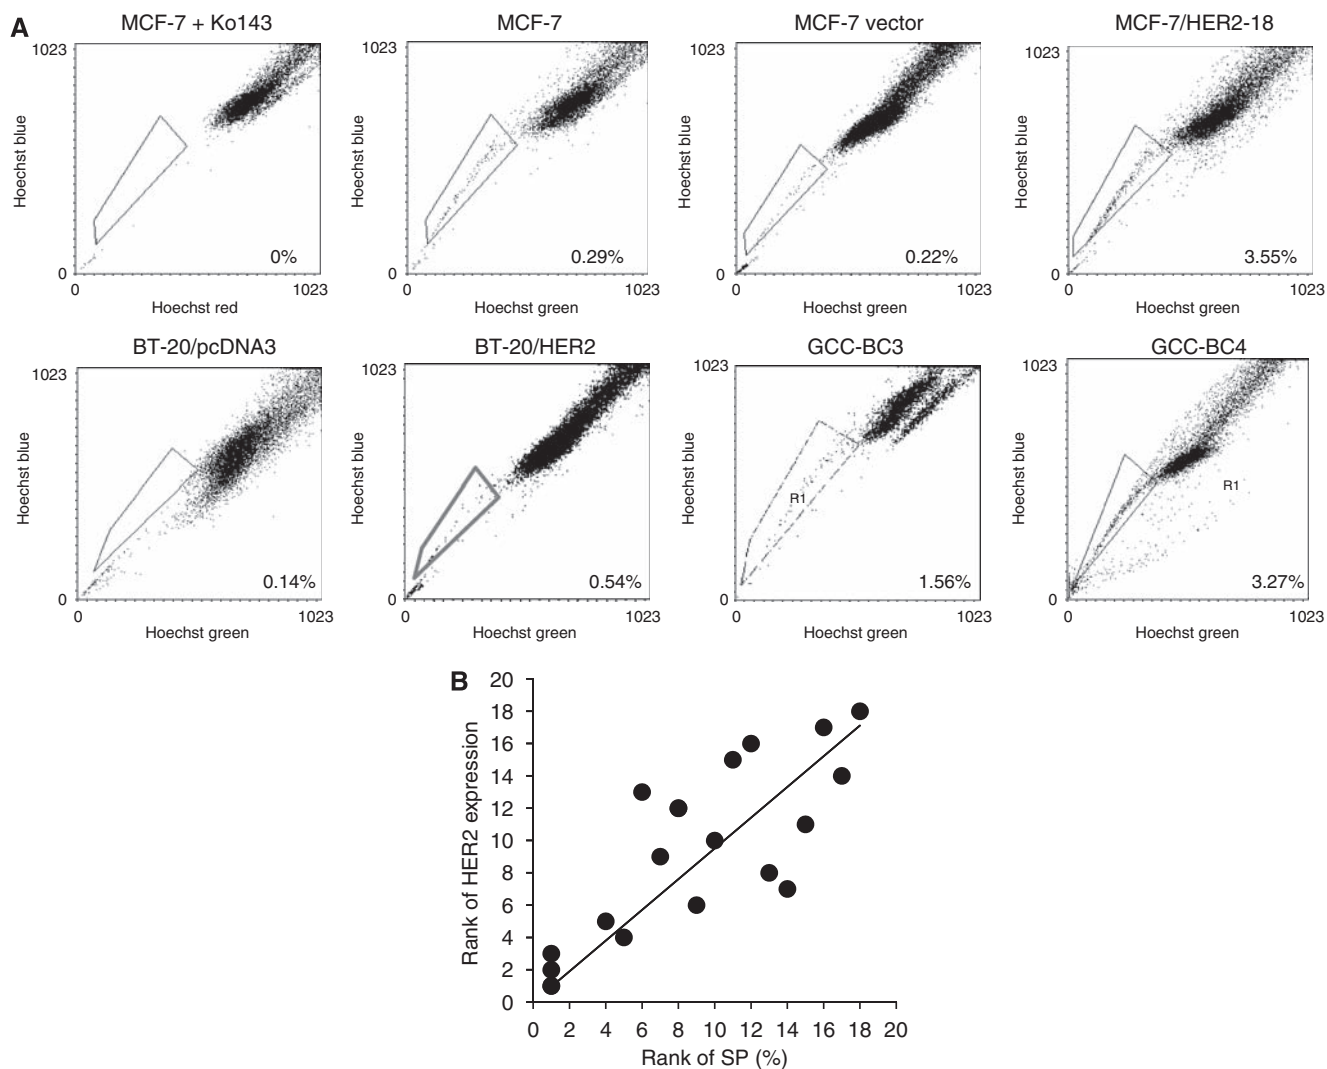 A
MCF-7 + Ko143
1023
Hoechst blue
0%
0
1023
Hoechst red
MCF-7
1023
Hoechst blue
0.29%
0
0
1023
Hoechst green
MCF-7 vector
1023
Hoechst blue
0.22%
0
0
1023
Hoechst green
MCF-7/HER2-18
1023
Hoechst blue
3.55%
0
0
1023
Hoechst green
BT-20/pcDNA3
1023
Hoechst blue
0.14%
0
0
1023
Hoechst green
BT-20/HER2
1023
Hoechst blue
0.54%
0
0
1023
Hoechst green
GCC-BC3
1023
Hoechst blue
R1
1.56%
0
0
1023
Hoechst green
GCC-BC4
1023
Hoechst blue
R1
3.27%
0
0
1023
Hoechst green
B
Rank of HER2 expression
20
18
16
14
12
10
8
6
4
2
0
0 2 4 6 8 10 12 14 16 18 20
Rank of SP (%)